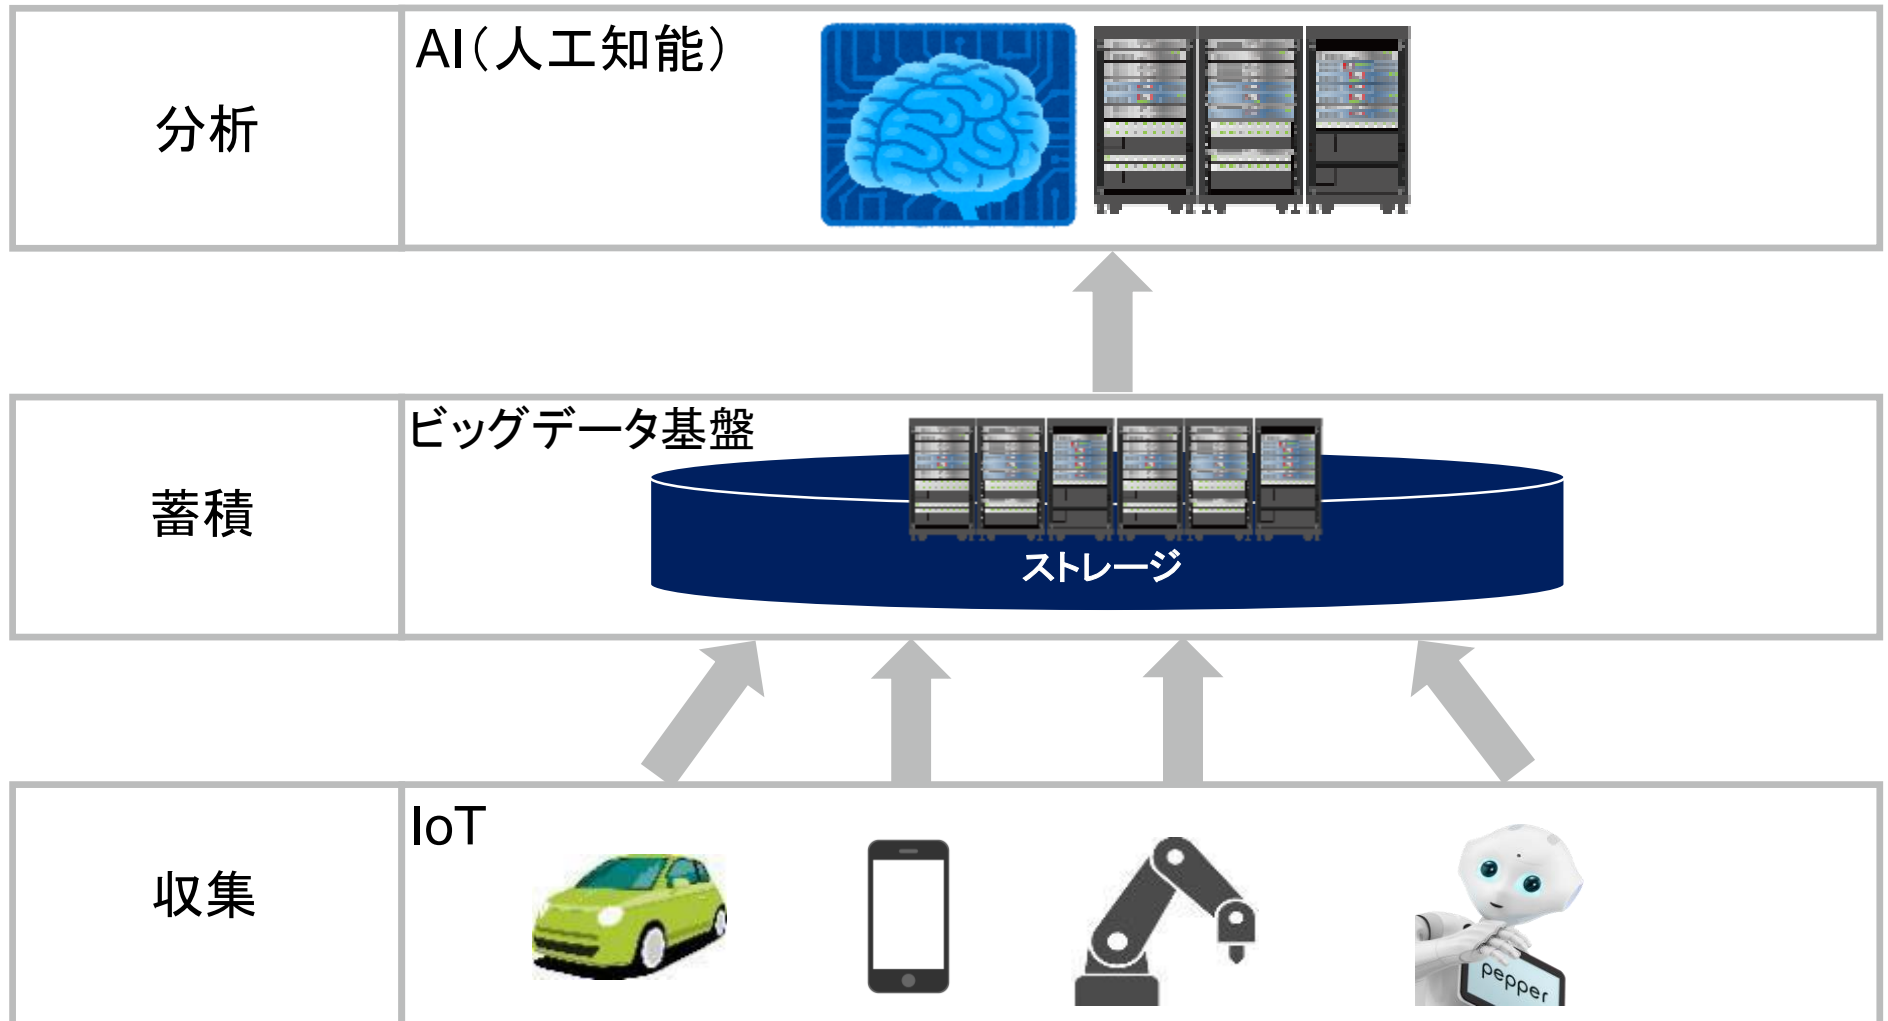 分析
AI(人工知能)
蓄積
ビッグデータ基盤
ストレージ
収集
IoT
pepper